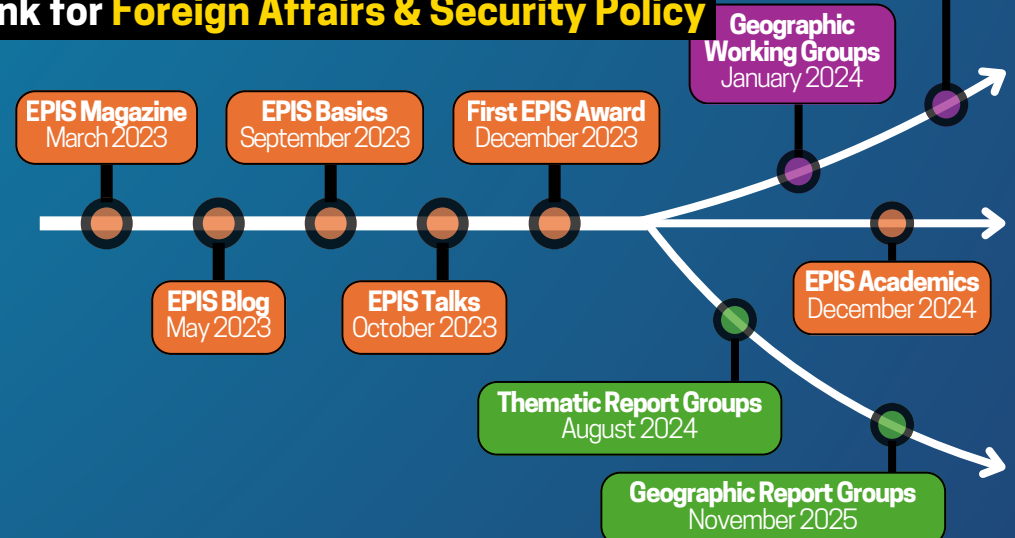 nk for Foreign Affairs & Security Policy
Geographic
Working Groups
January 2024
EPIS Magazine
March 2023
EPIS Basics
September 2023
First EPIS Award
December 2023
EPIS Blog
May 2023
EPIS Talks
October 2023
EPIS Academics
December 2024
Thematic Report Groups
August 2024
Geographic Report Groups
November 2025